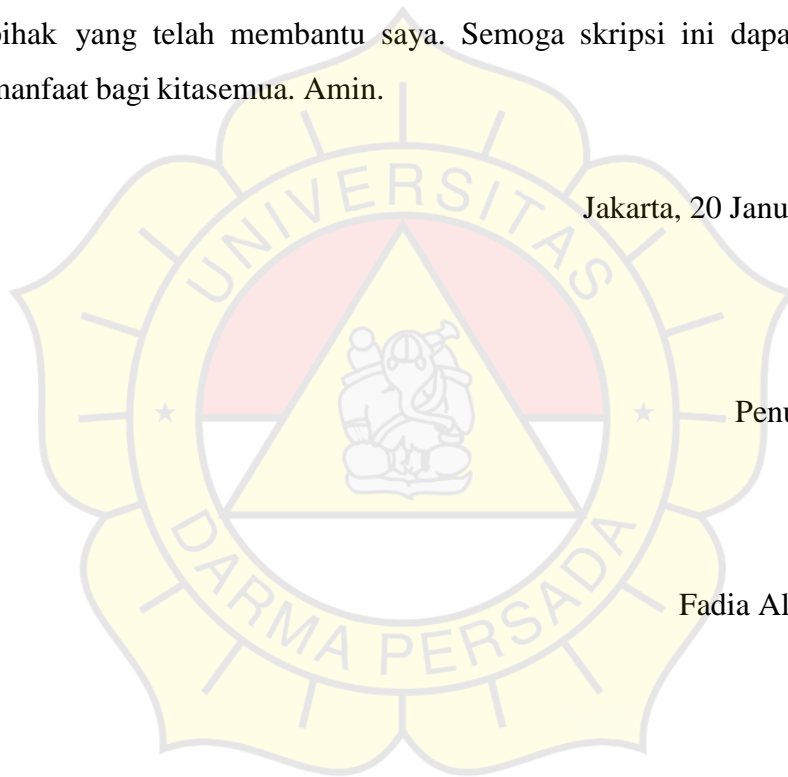 pihak yang telah membantu saya. Semoga skripsi ini dapa
manfaat bagi kitasemua. Amin.
UNIVERSITAS
Jakarta, 20 Janu
Penu
Fadia Al
DARMA PERSADA